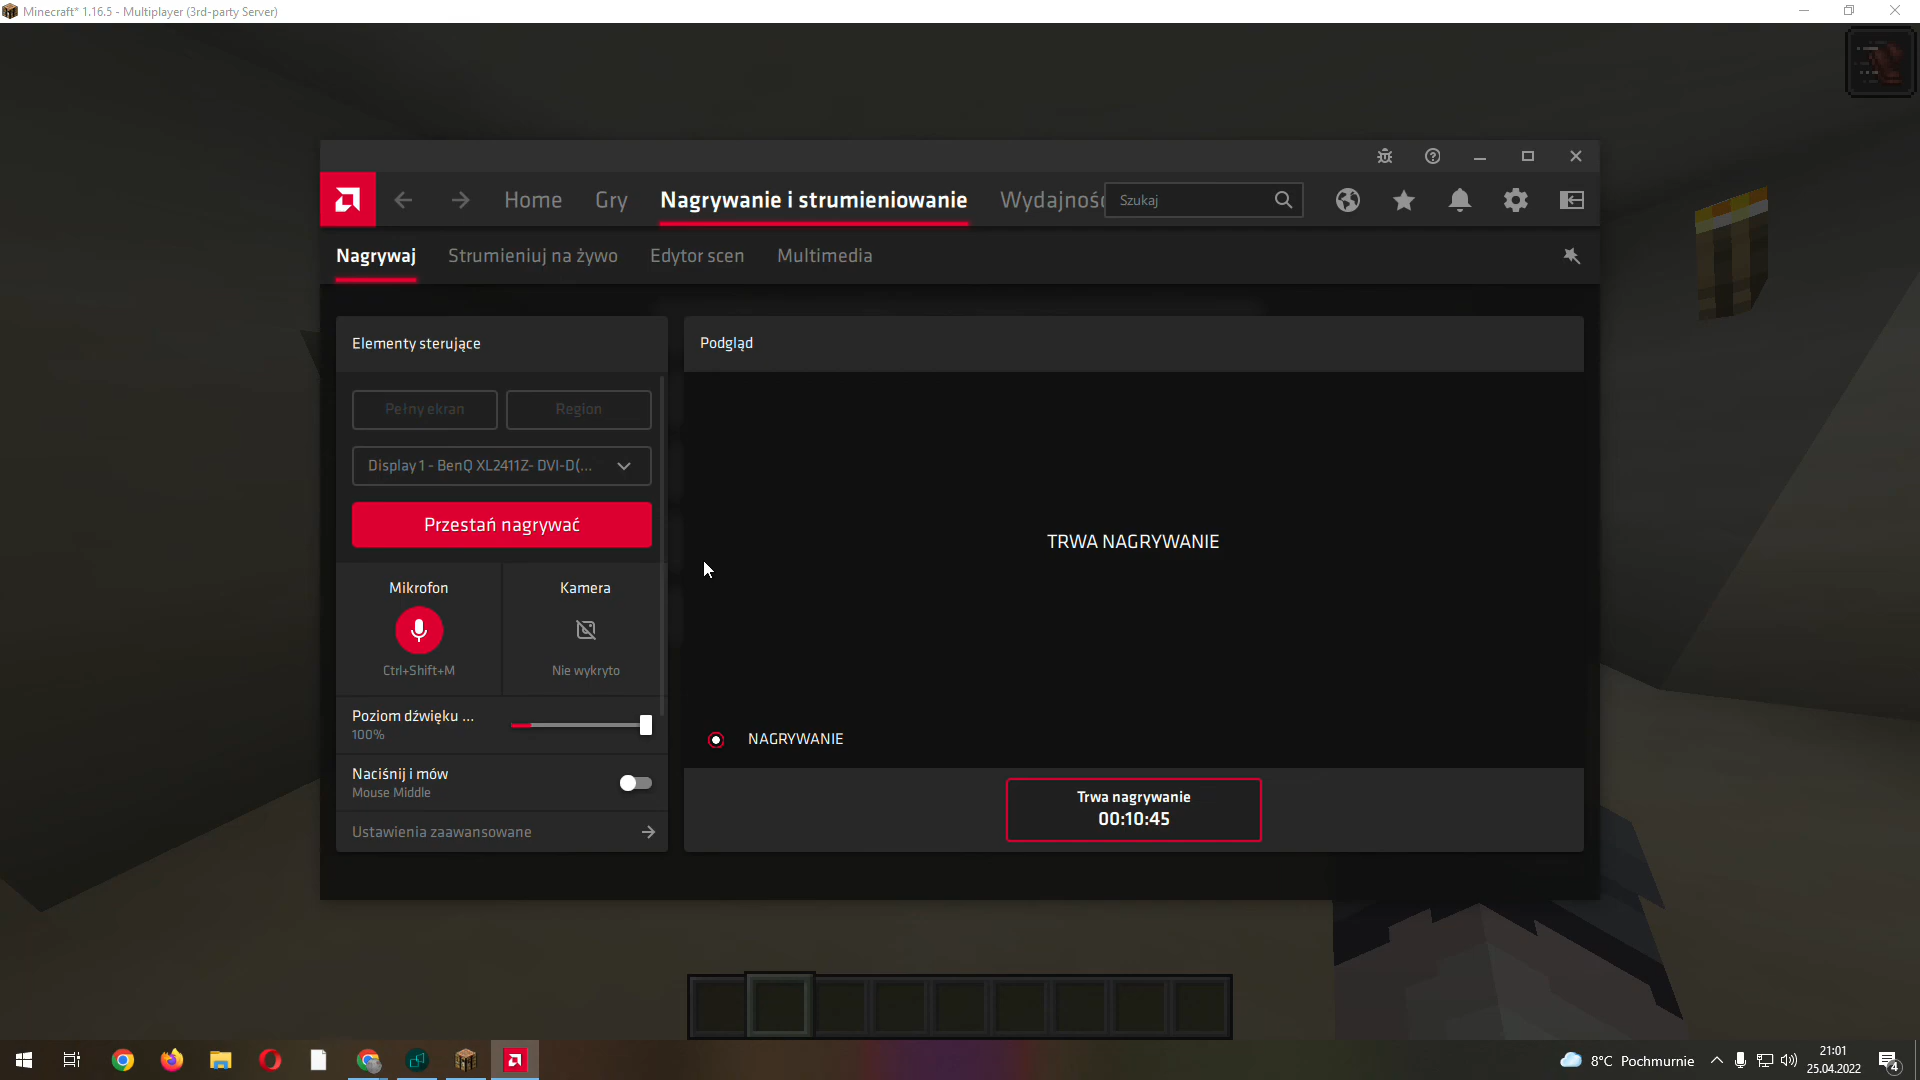 Minecraft* 1.16.5 - Multiplayer (3rd-party Server)
Home
Gry
Nagrywanie i strumieniowanie
Wydajność
Szukaj
Nagrywaj
Strumieniuj na żywo
Edytor scen
Multimedia
Elementy sterujące
Podgląd
Pełny ekran
Region
Display 1 - BenQ XL2411Z- DVI-D(...
Przestań nagrywać
TRWA NAGRYWANIE
Mikrofon
Kamera
Ctrl+Shift+M
Nie wykryto
Poziom dźwięku ...
100%
NAGRYWANIE
Naciśnij i mów
Mouse Middle
Trwa nagrywanie
00:10:45
Ustawienia zaawansowane
8°C Pochmurnie
21:01
25.04.2022
4